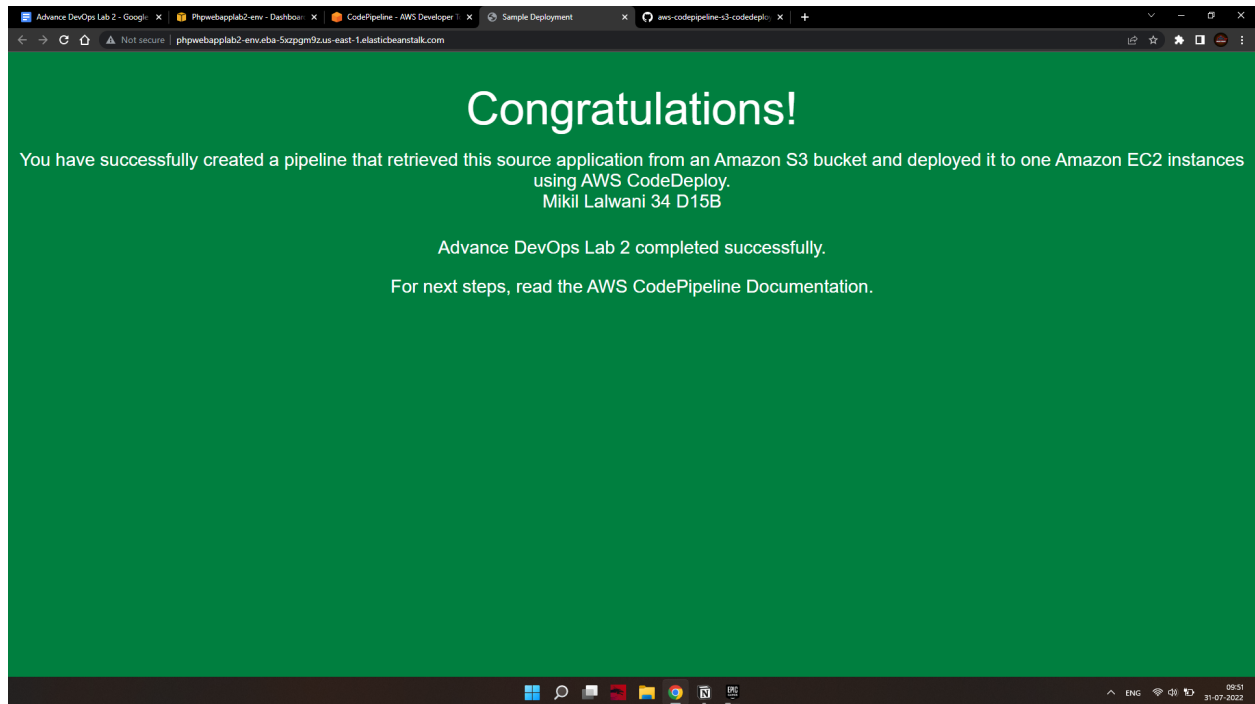 Advance DevOps Lab 2 - Google
Phpwebapplab2-env - Dashboar
CodePipeline - AWS Developer T
Sample Deployment
aws-codepipeline-s3-codedeploy
Not secure
phpwebapplab2-env.eba-5xzpgm9z.us-east-1.elasticbeanstalk.com
Congratulations!
You have successfully created a pipeline that retrieved this source application from an Amazon S3 bucket and deployed it to one Amazon EC2 instances
using AWS CodeDeploy.
Mikil Lalwani 34 D15B
Advance DevOps Lab 2 completed successfully.
For next steps, read the AWS CodePipeline Documentation.
ENG
09:51
31-07-2022